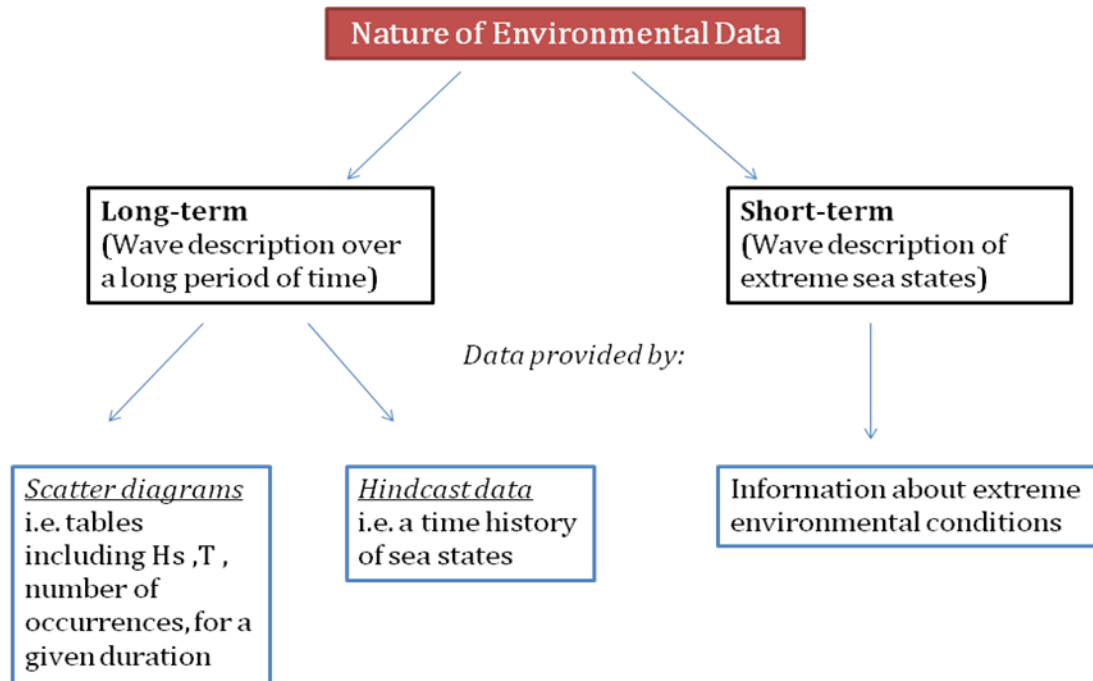 Nature of Environmental Data
Long-term
(Wave description over
a long period of time)
Short-term
(Wave description of
extreme sea states)
Data provided by:
Scatter diagrams
i.e. tables
including Hs ,T ,
number of
occurrences, for a
given duration
Hindcast data
i.e. a time history
of sea states
Information about extreme
environmental conditions